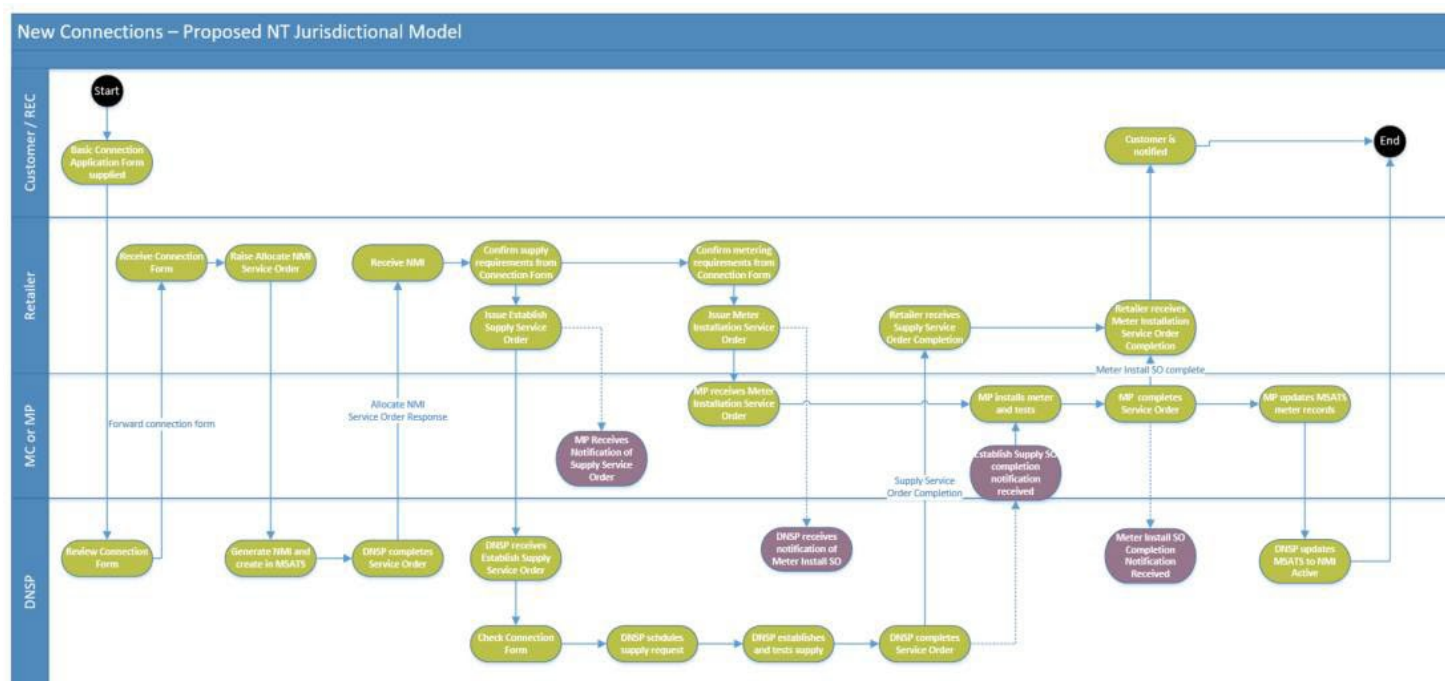 New Connections – Proposed NT Jurisdictional Model
Customer / REC
Start
Basic Connection
Application Form
supplied
Customer is
notified
End
Retailer
Receive Connection
Form
Raise Allocate NMI
Service Order
Receive NMI
Confirm supply
requirements from
Connection Form
Confirm metering
requirements from
Connection Form
Issue Establish
Supply Service
Order
Issue Meter
Installation Service
Order
Retailer receives
Supply Service
Order Completion
Retailer receives
Meter Installation
Service Order
Completion
Meter Install SO complete
MC or MP
Forward connection form
Allocate NMI
Service Order Response
MP Receives
Notification of
Supply Service
Order
MP receives Meter
Installation Service
Order
MP installs meter
and tests
MP completes
Service Order
MP updates MSATS
meter records
Establish Supply SO
completion
notification
received
Supply Service
Order Completion
DNSP
Review Connection
Form
Generate NMI and
create in MSATS
DNSP completes
Service Order
DNSP receives
Establish Supply
Service Order
DNSP receives
notification of
Meter Install SO
Meter Install SO
Completion
Notification
Received
DNSP updates
MSATS to NMI
Active
Check Connection
Form
DNSP schdules
supply request
DNSP establishes
and tests supply
DNSP completes
Service Order